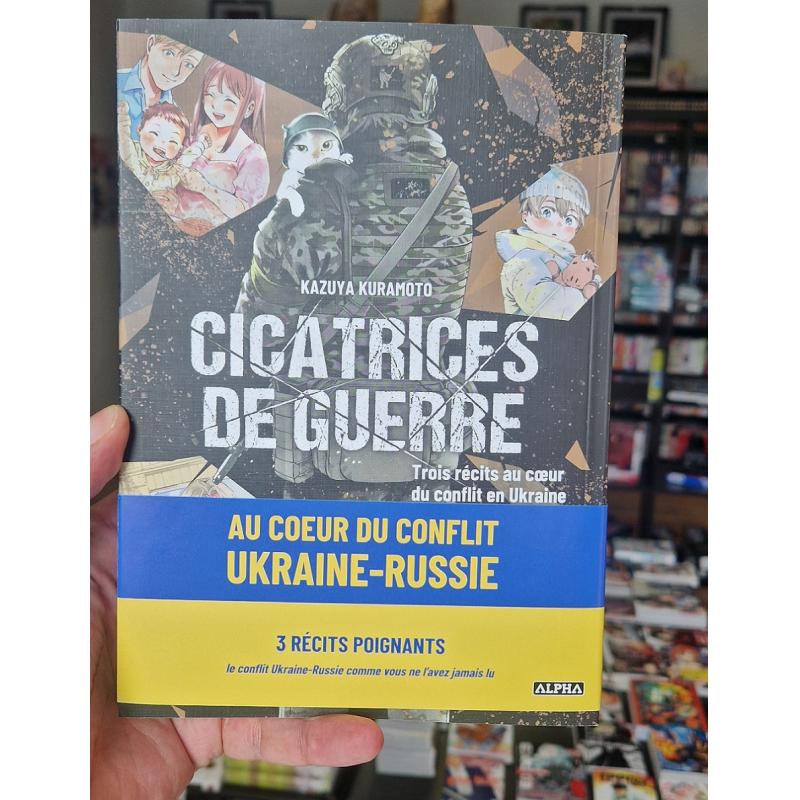 KAZUYA KURAMOTO
CICATRICES
DE GUERRE
Trois récits au cœur
du conflit en Ukraine
AU COEUR DU CONFLIT
UKRAINE-RUSSIE
3 RÉCITS POIGNANTS
le conflit Ukraine-Russie comme vous ne l'avez jamais lu
ALPHA